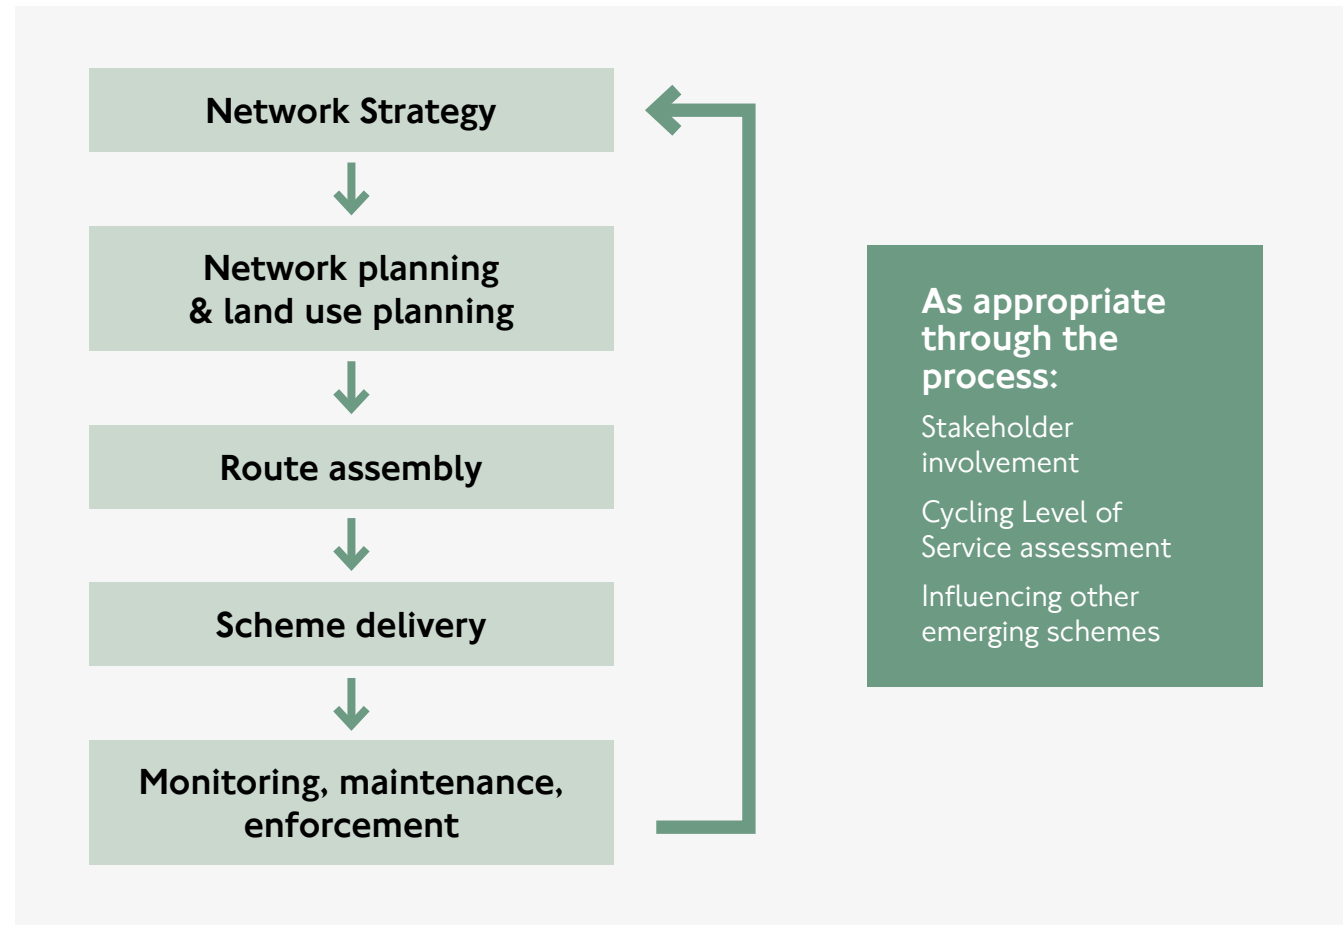 Network Strategy
Network planning
& land use planning
Route assembly
Scheme delivery
Monitoring, maintenance,
enforcement
As appropriate
through the
process:
Stakeholder
involvement
Cycling Level of
Service assessment
Influencing other
emerging schemes